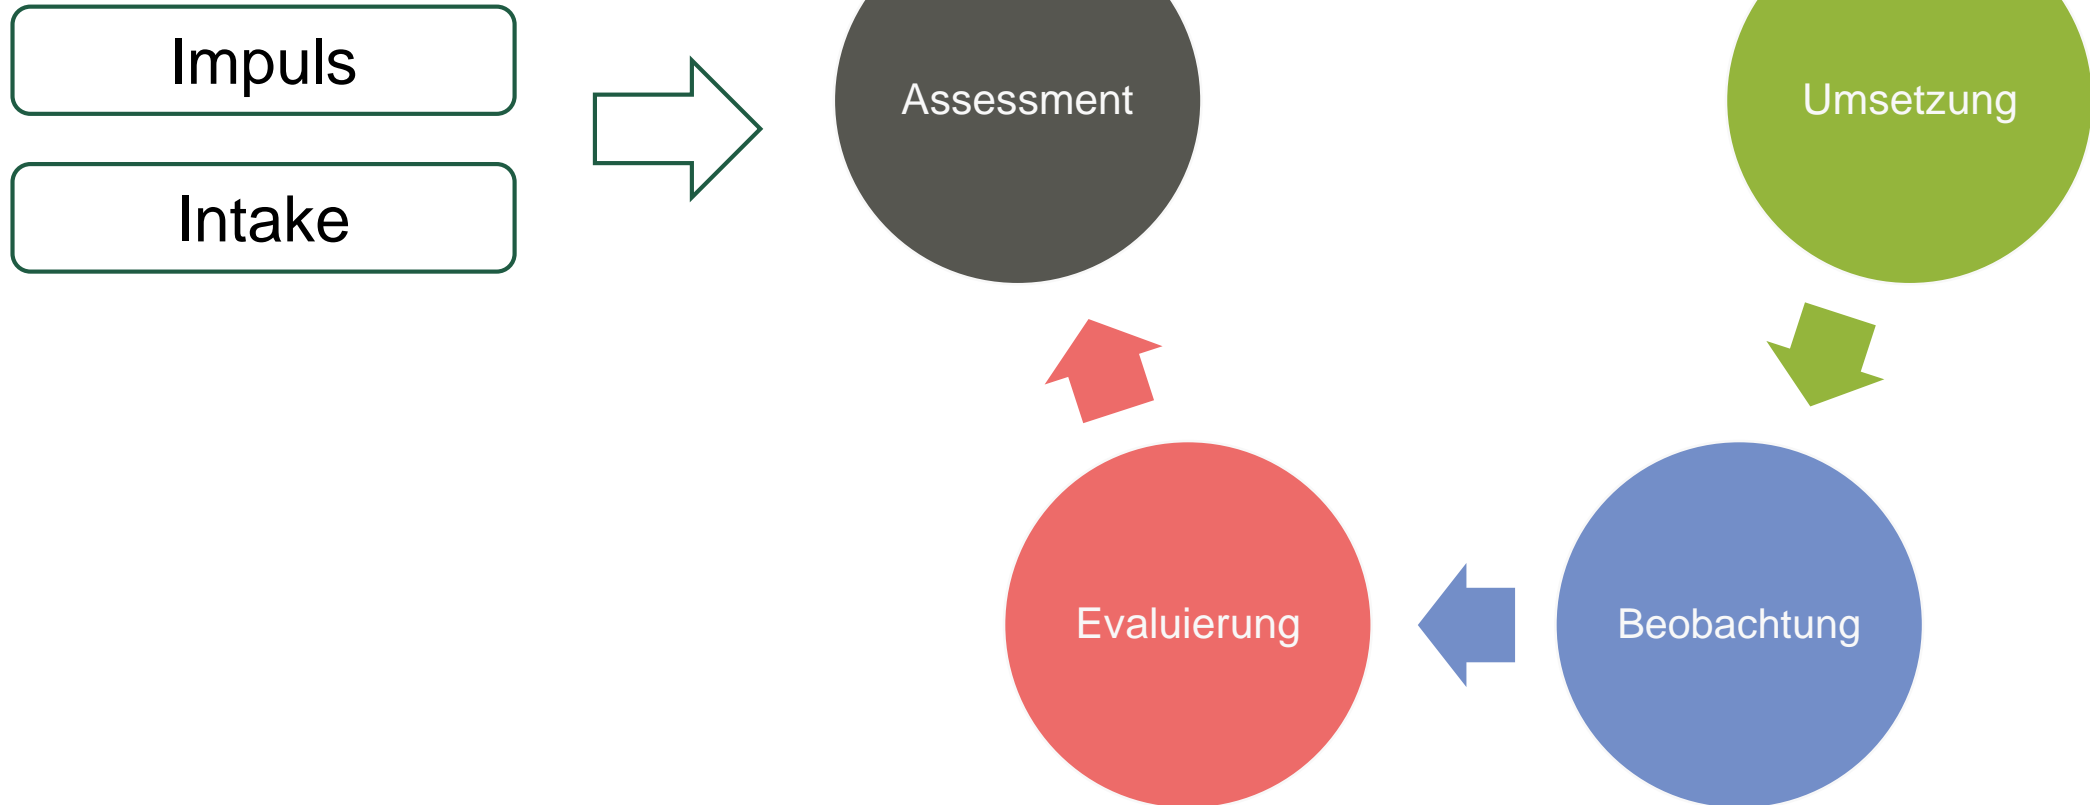 Impuls
Intake
Assessment
Umsetzung
Evaluierung
Beobachtung